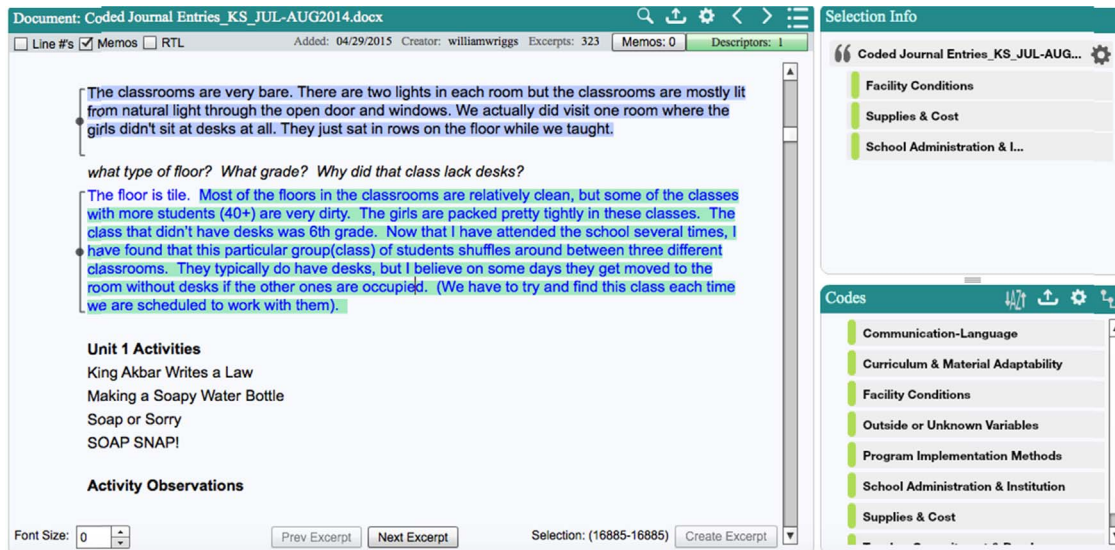 Document: Coded Journal Entries_KS_JUL-AUG2014.docx
Line #'s Memos RTL
Added: 04/29/2015 Creator: williamwriggs Excerpts: 323 Memos: 0 Descriptors: 1
The classrooms are very bare. There are two lights in each room but the classrooms are mostly lit
from natural light through the open door and windows. We actually did visit one room where the
girls didn't sit at desks at all. They just sat in rows on the floor while we taught.
what type of floor? What grade? Why did that class lack desks?
The floor is tile. Most of the floors in the classrooms are relatively clean, but some of the classes
with more students (40+) are very dirty. The girls are packed pretty tightly in these classes. The
class that didn't have desks was 6th grade. Now that I have attended the school several times, I
have found that this particular group(class) of students shuffles around between three different
classrooms. They typically do have desks, but I believe on some days they get moved to the
room without desks if the other ones are occupied. (We have to try and find this class each time
we are scheduled to work with them).
Unit 1 Activities
King Akbar Writes a Law
Making a Soapy Water Bottle
Soap or Sorry
SOAP SNAP!
Activity Observations
Font Size: 0 Prev Excerpt Next Excerpt Selection: (16885-16885) Create Excerpt
Selection Info
Coded Journal Entries_KS_JUL-AUG...
Facility Conditions
Supplies & Cost
School Administration & I...
Codes
Communication-Language
Curriculum & Material Adaptability
Facility Conditions
Outside or Unknown Variables
Program Implementation Methods
School Administration & Institution
Supplies & Cost